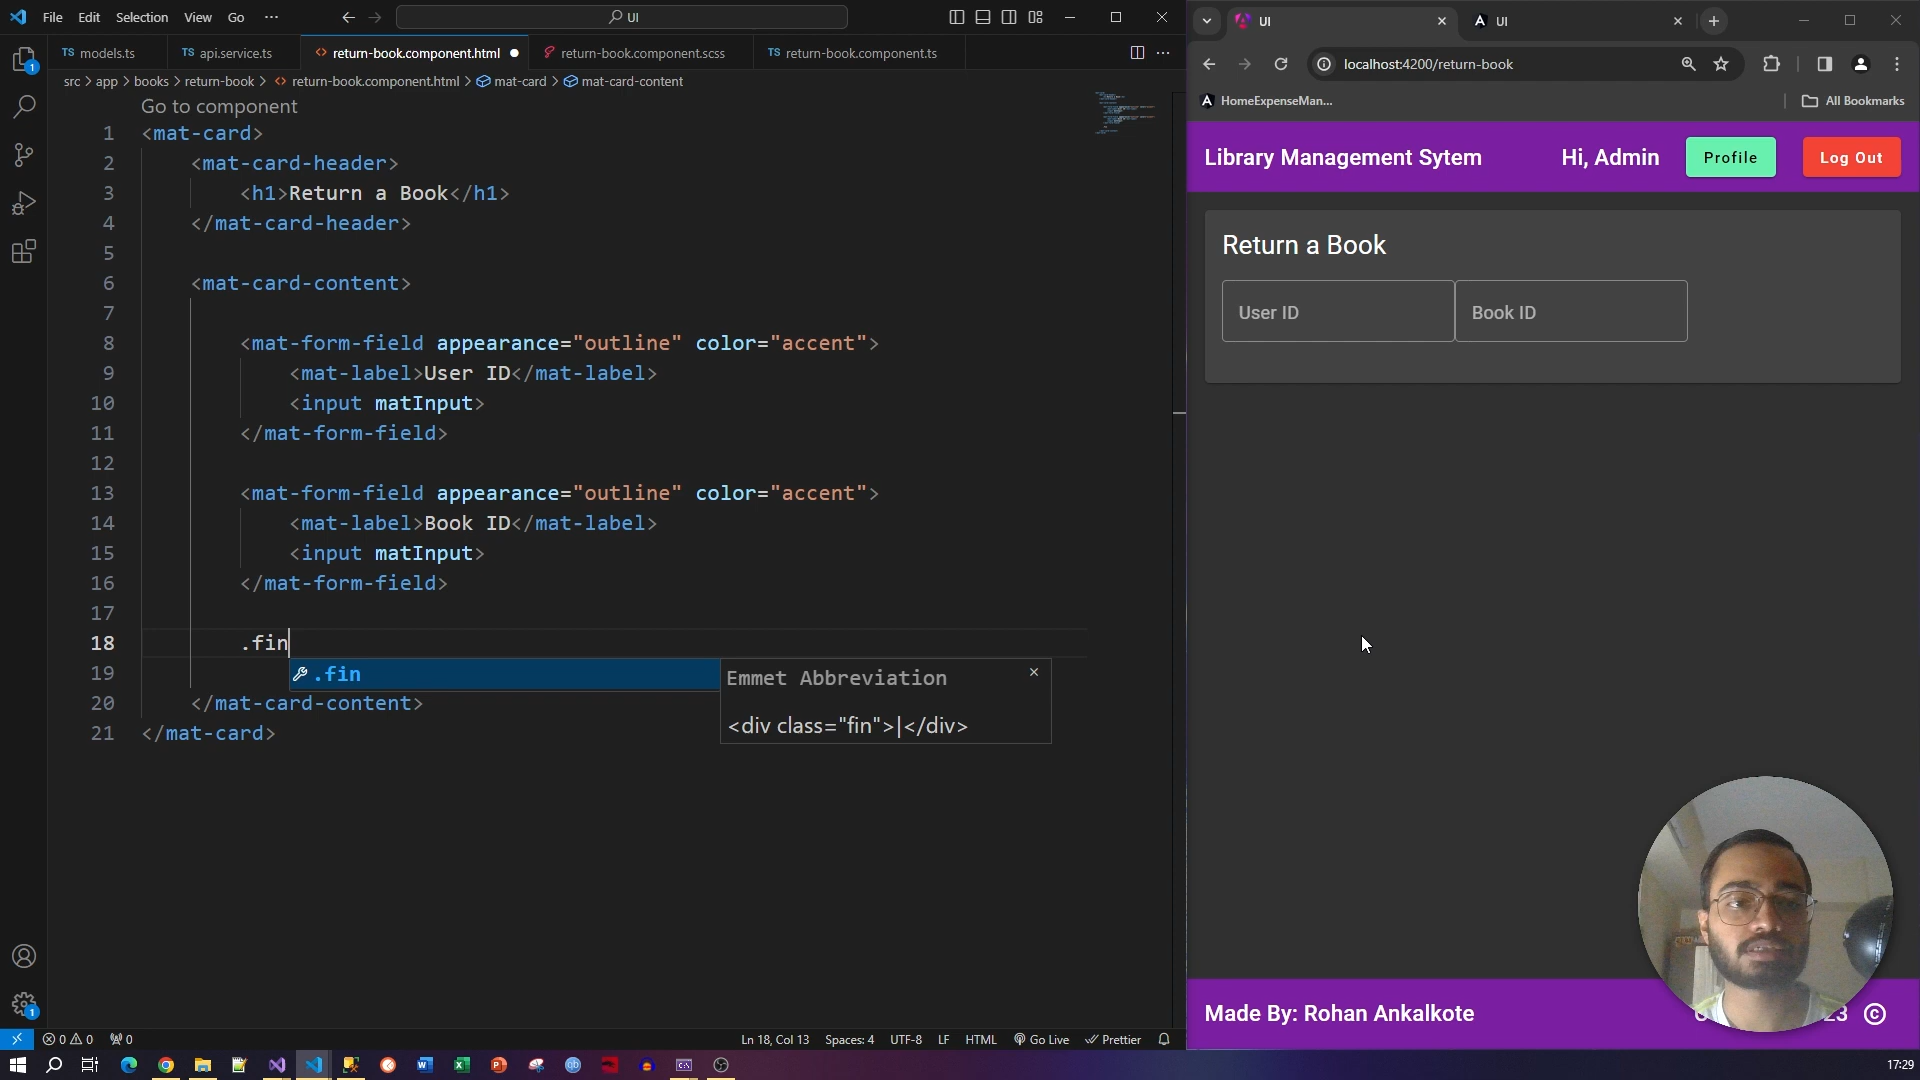 File Edit Selection View Go ··· UI
models.ts api.service.ts return-book.component.html return-book.component.scss return-book.component.ts
src > app > books > return-book > return-book.component.html > mat-card > mat-card-content
Go to component
1 <mat-card>
2 <mat-card-header>
3 <h1>Return a Book</h1>
4 </mat-card-header>
5
6 <mat-card-content>
7
8 <mat-form-field appearance="outline" color="accent">
9 <mat-label>User ID</mat-label>
10 <input matInput>
11 </mat-form-field>
12
13 <mat-form-field appearance="outline" color="accent">
14 <mat-label>Book ID</mat-label>
15 <input matInput>
16 </mat-form-field>
17
18 .fin
19 .fin
Emmet Abbreviation
<div class="fin">|</div>
20 </mat-card-content>
21 </mat-card>
0 0 0 Ln 18, Col 13 Spaces: 4 UTF-8 LF HTML Go Live Prettier
UI UI
localhost:4200/return-book
HomeExpenseMan... All Bookmarks
Library Management Sytem Hi, Admin Profile Log Out
Return a Book
User ID Book ID
Made By: Rohan Ankalkote 23 ©
17:29